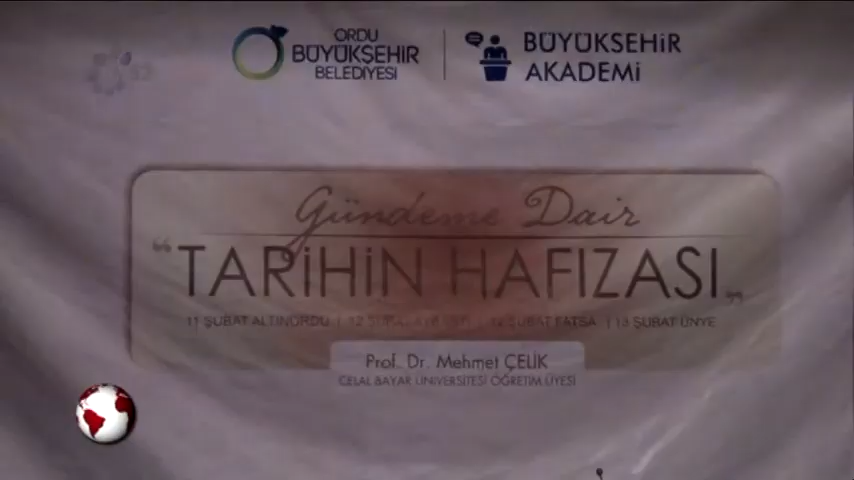 ORDU
BÜYÜKŞEHİR
BELEDİYESİ
BÜYÜKŞEHİR
AKADEMİ
Gündeme Dair
“TARİHİN HAFIZASI„
11 ŞUBAT ALTINORDU | 12 ŞUBAT FATSA | 13 ŞUBAT ÜNYE
Prof. Dr. Mehmet ÇELİK
CELAL BAYAR ÜNİVERSİTESİ ÖĞRETİM ÜYESİ